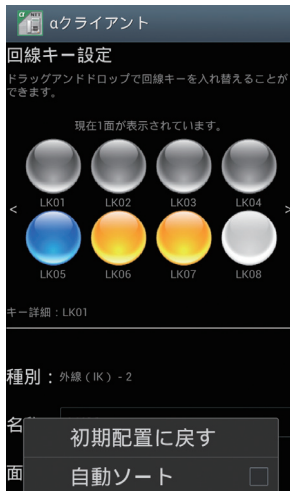 αクライアント
回線キー設定
ドラッグアンドドロップで回線キーを入れ替えることが
できます。
現在1面が表示されています。
LK01 LK02 LK03 LK04
< >
LK05 LK06 LK07 LK08
キー詳細：LK01
種別： 外線 ( IK ) - 2
名
初期配置に戻す
面
自動ソート